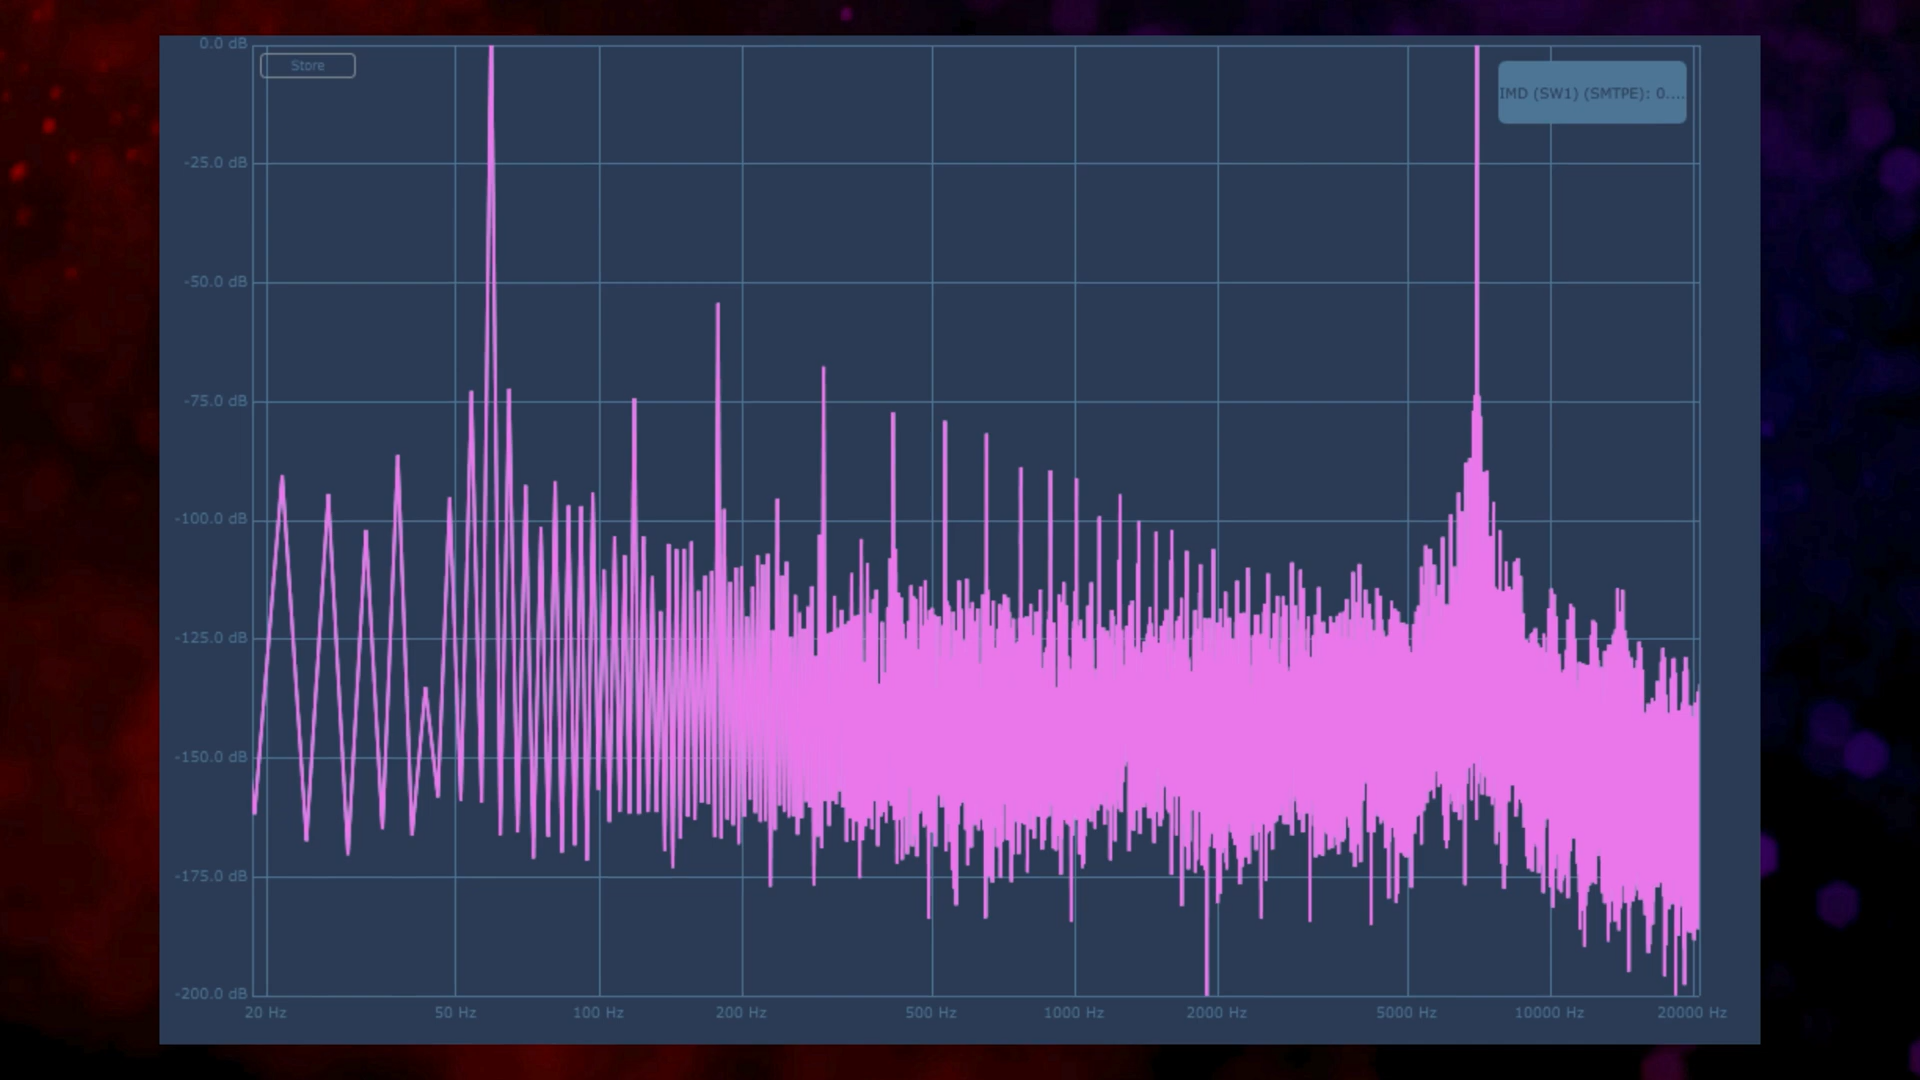 0.0 dB
Store
IMD (SW1) (SMTPE): 0....
-25.0 dB
-50.0 dB
-75.0 dB
-100.0 dB
-125.0 dB
-150.0 dB
-175.0 dB
-200.0 dB
20 Hz 50 Hz 100 Hz 200 Hz 500 Hz 1000 Hz 2000 Hz 5000 Hz 10000 Hz 20000 Hz